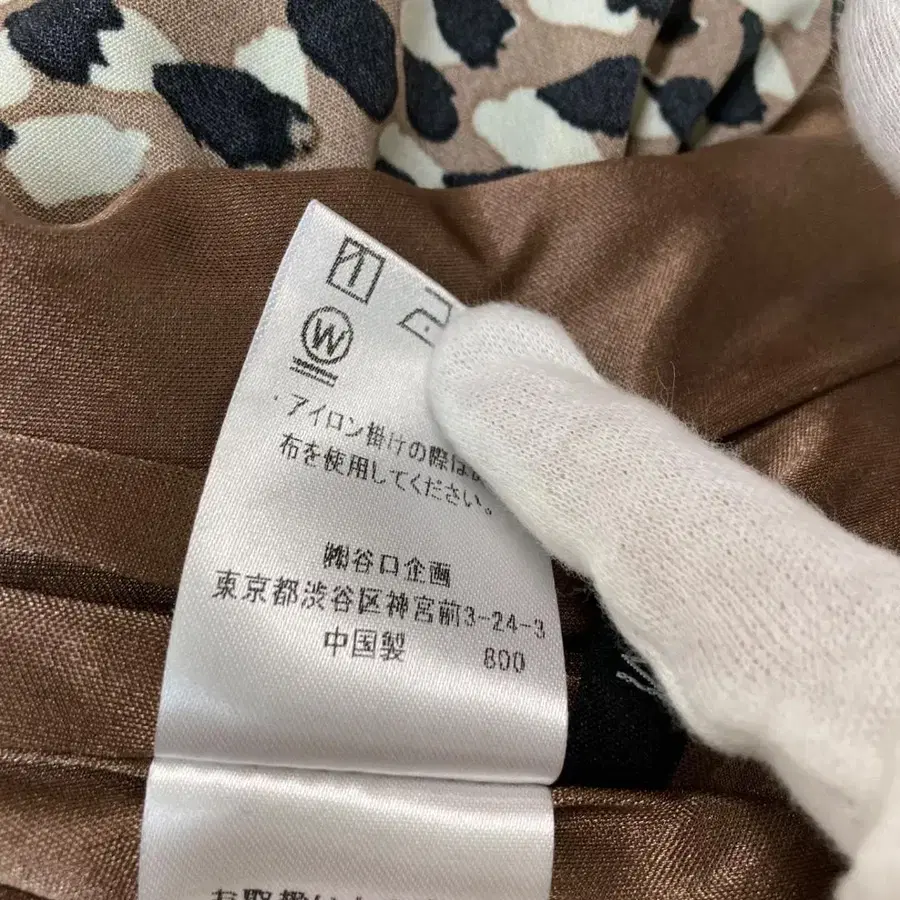 W
・アイロン掛けの際は
布を使用してください。
㈱谷口企画
東京都渋谷区神宮前3-24-3
中国製 800